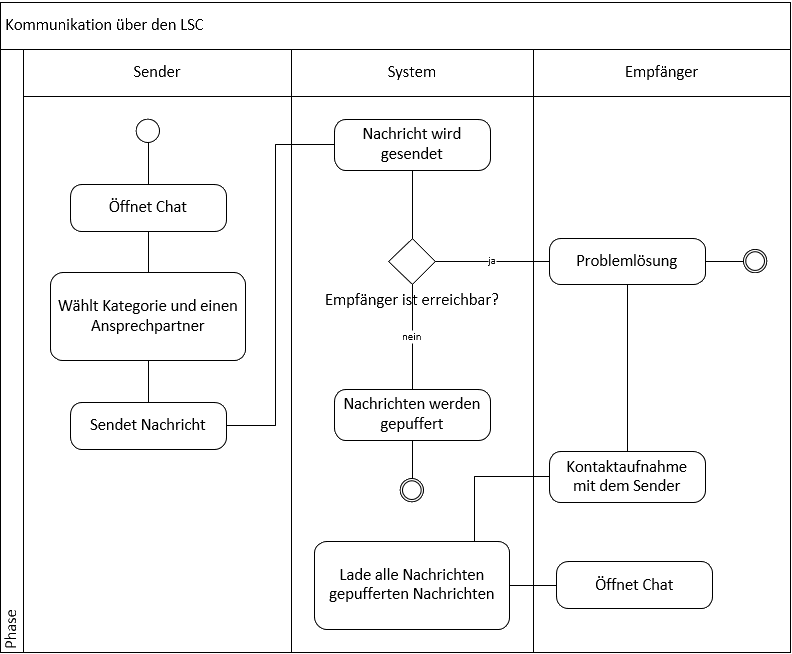 Kommunikation über den LSC
Sender
System
Empfänger
Öffnet Chat
Wählt Kategorie und einen
Ansprechpartner
Sendet Nachricht
Nachricht wird
gesendet
Empfänger ist erreichbar?
ja
nein
Problemlösung
Nachrichten werden
gepuffert
Kontaktaufnahme
mit dem Sender
Lade alle Nachrichten
gepufferten Nachrichten
Öffnet Chat
Phase